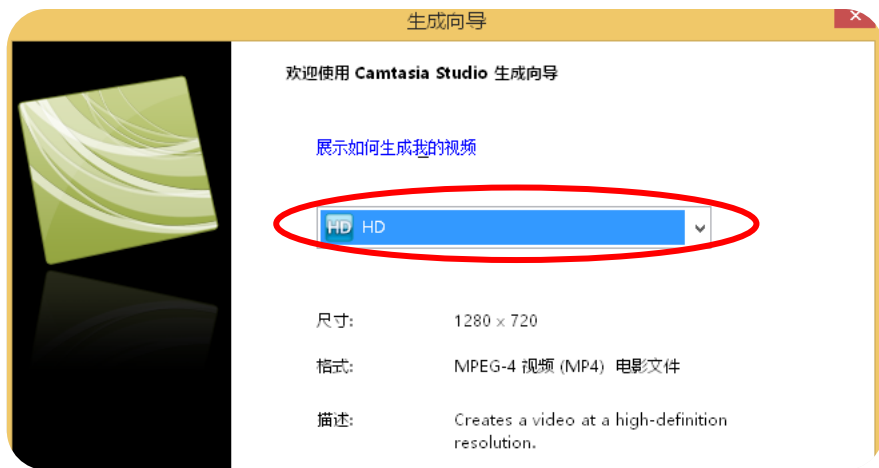 生成向导
欢迎使用 Camtasia Studio 生成向导
展示如何生成我的视频
HD HD
尺寸: 1280 x 720
格式: MPEG-4 视频 (MP4) 电影文件
描述: Creates a video at a high-definition
resolution.